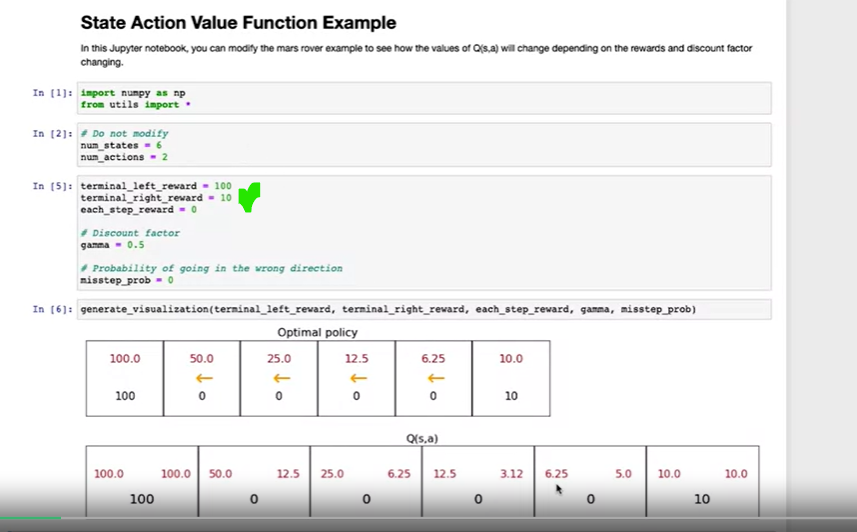 State Action Value Function Example
In this Jupyter notebook, you can modify the mars rover example to see how the values of Q(s,a) will change depending on the rewards and discount factor
changing.
In [1]: import numpy as np
from utils import *
In [2]: # Do not modify
num_states = 6
num_actions = 2
In [5]: terminal_left_reward = 100
terminal_right_reward = 10
each_step_reward = 0
# Discount factor
gamma = 0.5
# Probability of going in the wrong direction
misstep_prob = 0
In [6]: generate_visualization(terminal_left_reward, terminal_right_reward, each_step_reward, gamma, misstep_prob)
Optimal policy
100.0 50.0 25.0 12.5 6.25 10.0
← ← ← ←
100 0 0 0 0 10
Q(s,a)
100.0 100.0 50.0 12.5 25.0 6.25 12.5 3.12 6.25 5.0 10.0 10.0
100 0 0 0 0 10